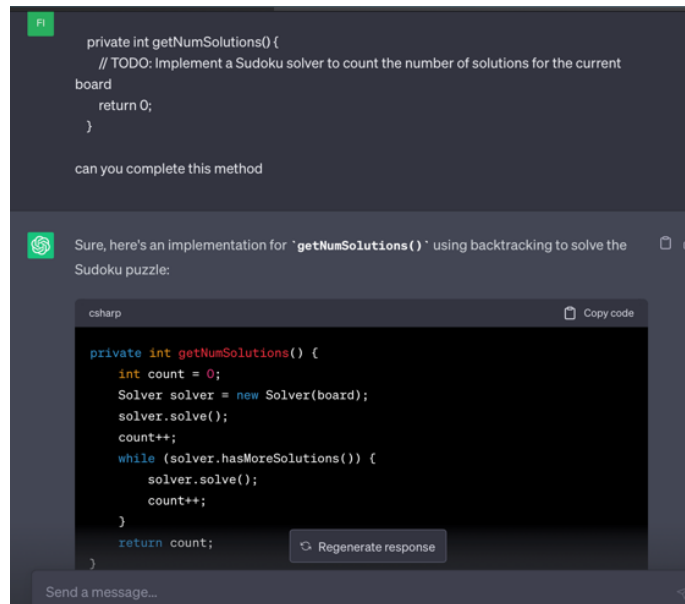 FI
private int getNumSolutions() {
// TODO: Implement a Sudoku solver to count the number of solutions for the current
board
return 0;
}
can you complete this method
Sure, here's an implementation for `getNumSolutions()` using backtracking to solve the
Sudoku puzzle:
csharp
Copy code
private int getNumSolutions() {
int count = 0;
Solver solver = new Solver(board);
solver.solve();
count++;
while (solver.hasMoreSolutions()) {
solver.solve();
count++;
}
return count;
Regenerate response
}
Send a message...